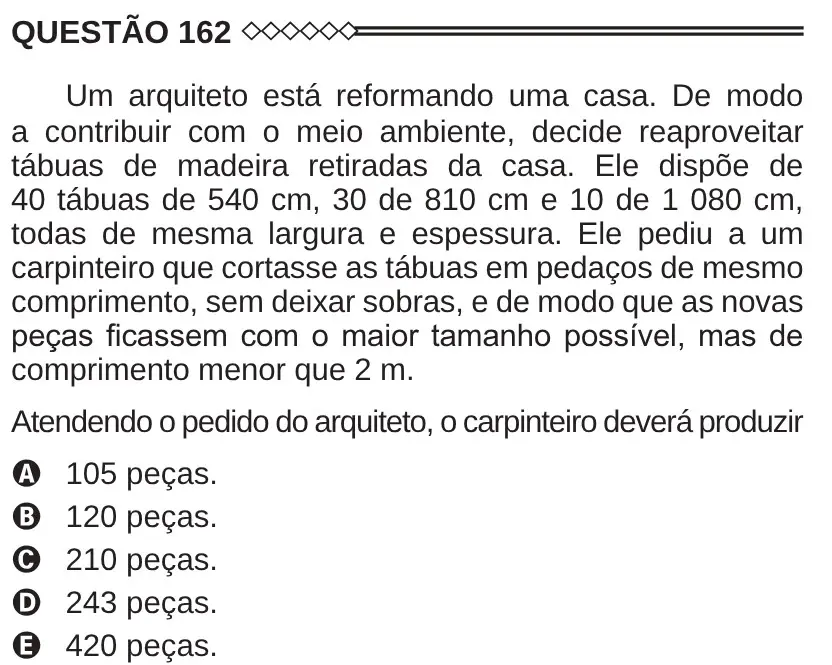 QUESTÃO 162
Um arquiteto está reformando uma casa. De modo
a contribuir com o meio ambiente, decide reaproveitar
tábuas de madeira retiradas da casa. Ele dispõe de
40 tábuas de 540 cm, 30 de 810 cm e 10 de 1 080 cm,
todas de mesma largura e espessura. Ele pediu a um
carpinteiro que cortasse as tábuas em pedaços de mesmo
comprimento, sem deixar sobras, e de modo que as novas
peças ficassem com o maior tamanho possível, mas de
comprimento menor que 2 m.
Atendendo o pedido do arquiteto, o carpinteiro deverá produzir
A 105 peças.
B 120 peças.
C 210 peças.
D 243 peças.
E 420 peças.